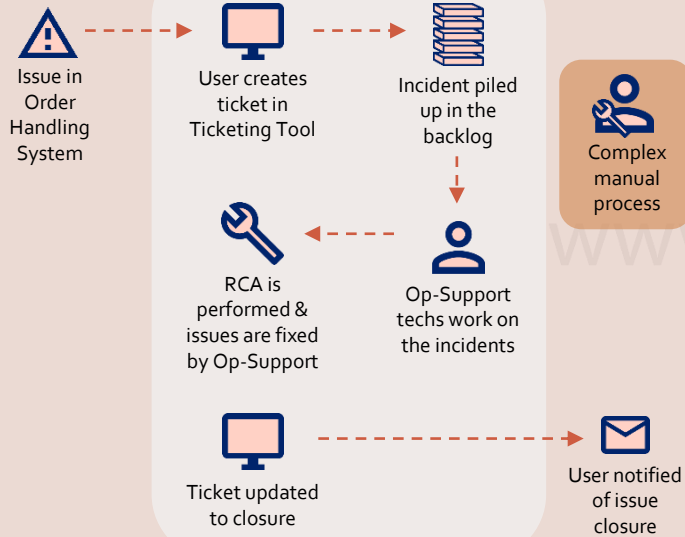 Issue in
Order
Handling
System
User creates
ticket in
Ticketing Tool
Incident piled
up in the
backlog
Complex
manual
process
RCA is
performed &
issues are fixed
by Op-Support
Op-Support
techs work on
the incidents
Ticket updated
to closure
User notified
of issue
closure